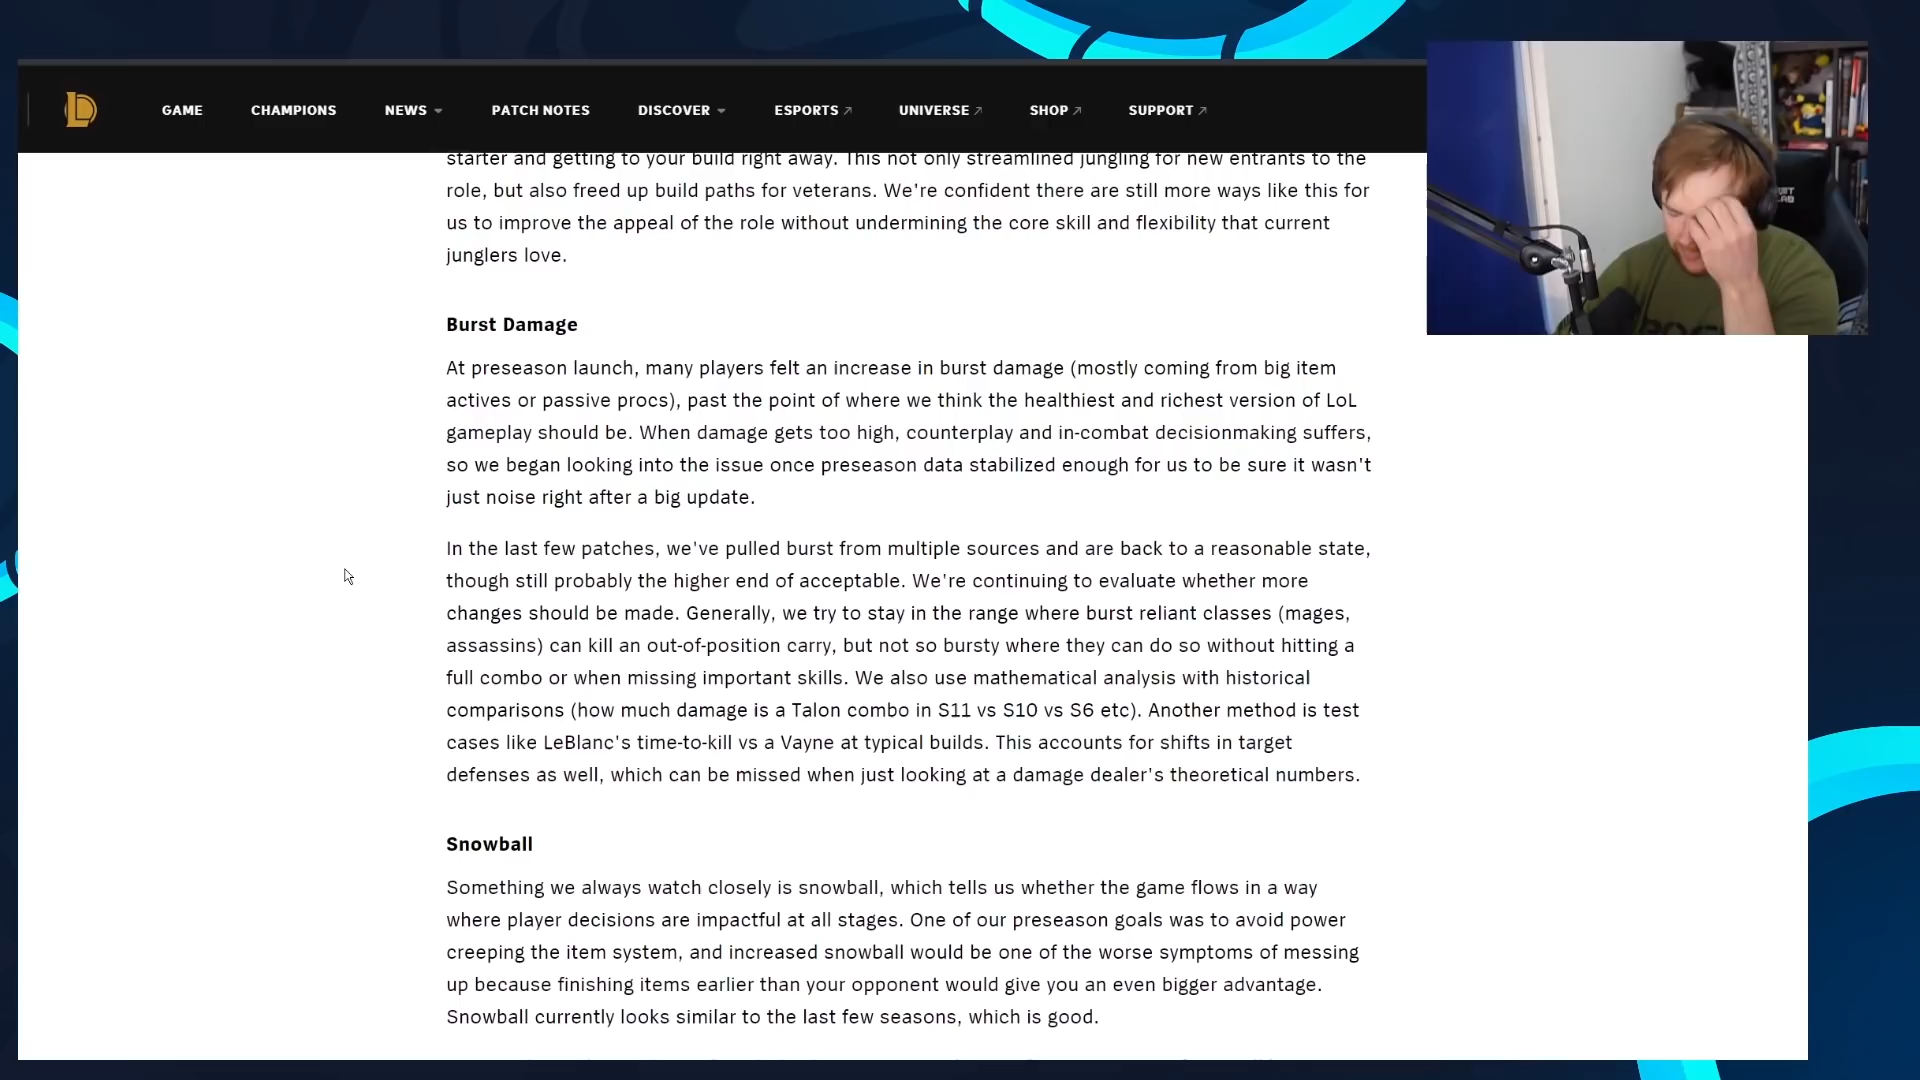 GAME CHAMPIONS NEWS PATCH NOTES DISCOVER ESPORTS UNIVERSE SHOP SUPPORT
starter and getting to your build right away. This not only streamlined jungling for new entrants to the
role, but also freed up build paths for veterans. We're confident there are still more ways like this for
us to improve the appeal of the role without undermining the core skill and flexibility that current
junglers love.
Burst Damage
At preseason launch, many players felt an increase in burst damage (mostly coming from big item
actives or passive procs), past the point of where we think the healthiest and richest version of LoL
gameplay should be. When damage gets too high, counterplay and in-combat decisionmaking suffers,
so we began looking into the issue once preseason data stabilized enough for us to be sure it wasn't
just noise right after a big update.
In the last few patches, we've pulled burst from multiple sources and are back to a reasonable state,
though still probably the higher end of acceptable. We're continuing to evaluate whether more
changes should be made. Generally, we try to stay in the range where burst reliant classes (mages,
assassins) can kill an out-of-position carry, but not so bursty where they can do so without hitting a
full combo or when missing important skills. We also use mathematical analysis with historical
comparisons (how much damage is a Talon combo in S11 vs S10 vs S6 etc). Another method is test
cases like LeBlanc's time-to-kill vs a Vayne at typical builds. This accounts for shifts in target
defenses as well, which can be missed when just looking at a damage dealer's theoretical numbers.
Snowball
Something we always watch closely is snowball, which tells us whether the game flows in a way
where player decisions are impactful at all stages. One of our preseason goals was to avoid power
creeping the item system, and increased snowball would be one of the worse symptoms of messing
up because finishing items earlier than your opponent would give you an even bigger advantage.
Snowball currently looks similar to the last few seasons, which is good.